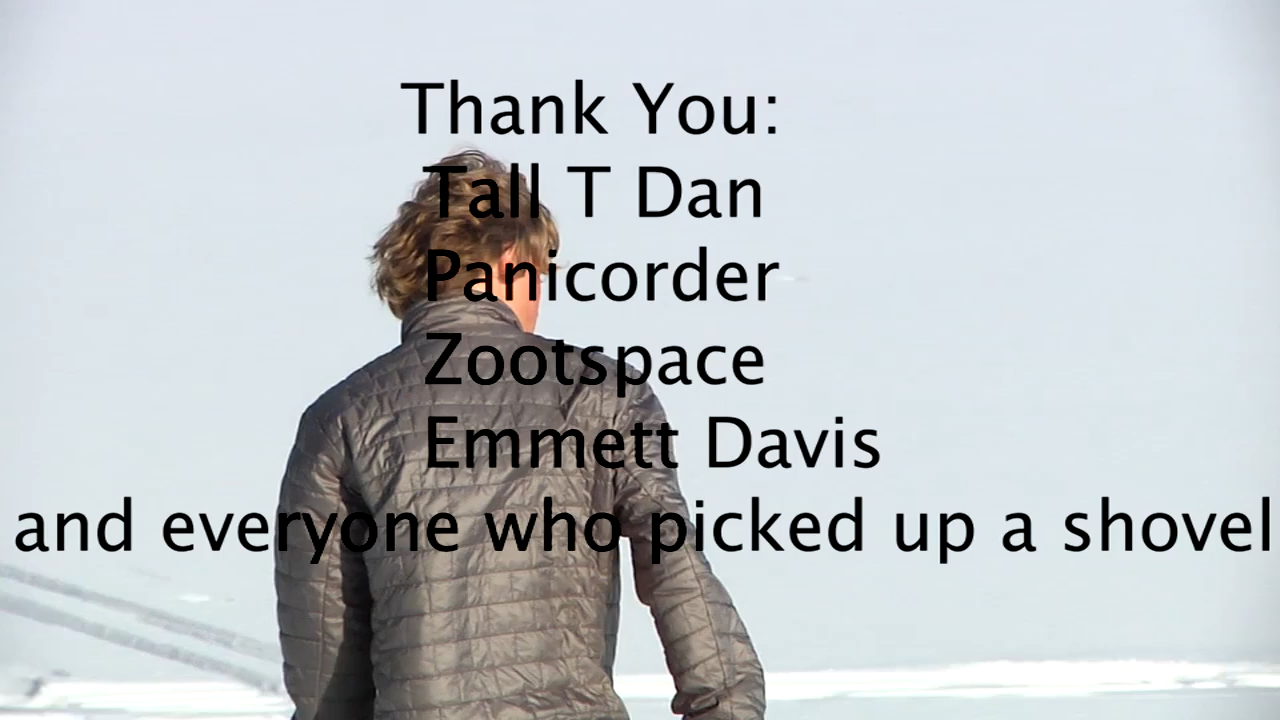 Thank You:
Tall T Dan
Panicorder
Zootspace
Emmett Davis
and everyone who picked up a shovel